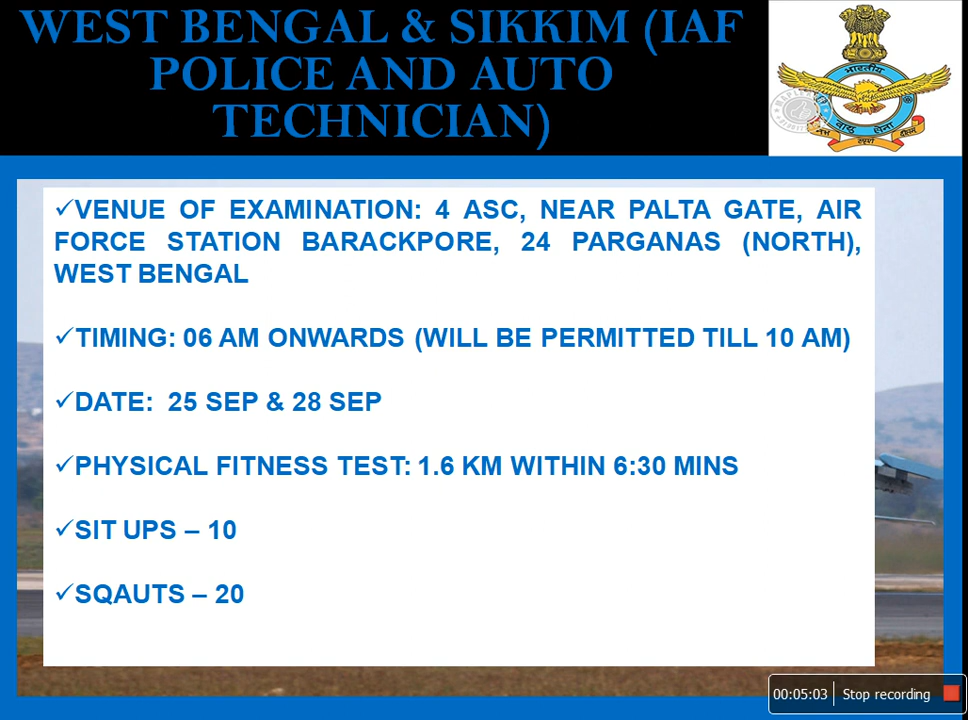 WEST BENGAL & SIKKIM (IAF
POLICE AND AUTO
TECHNICIAN)
भारतीय
वायु सेना
✓VENUE OF EXAMINATION: 4 ASC, NEAR PALTA GATE, AIR
FORCE STATION BARACKPORE, 24 PARGANAS (NORTH),
WEST BENGAL
✓TIMING: 06 AM ONWARDS (WILL BE PERMITTED TILL 10 AM)
✓DATE: 25 SEP & 28 SEP
✓PHYSICAL FITNESS TEST: 1.6 KM WITHIN 6:30 MINS
✓SIT UPS – 10
✓SQAUTS – 20
00:05:03 Stop recording